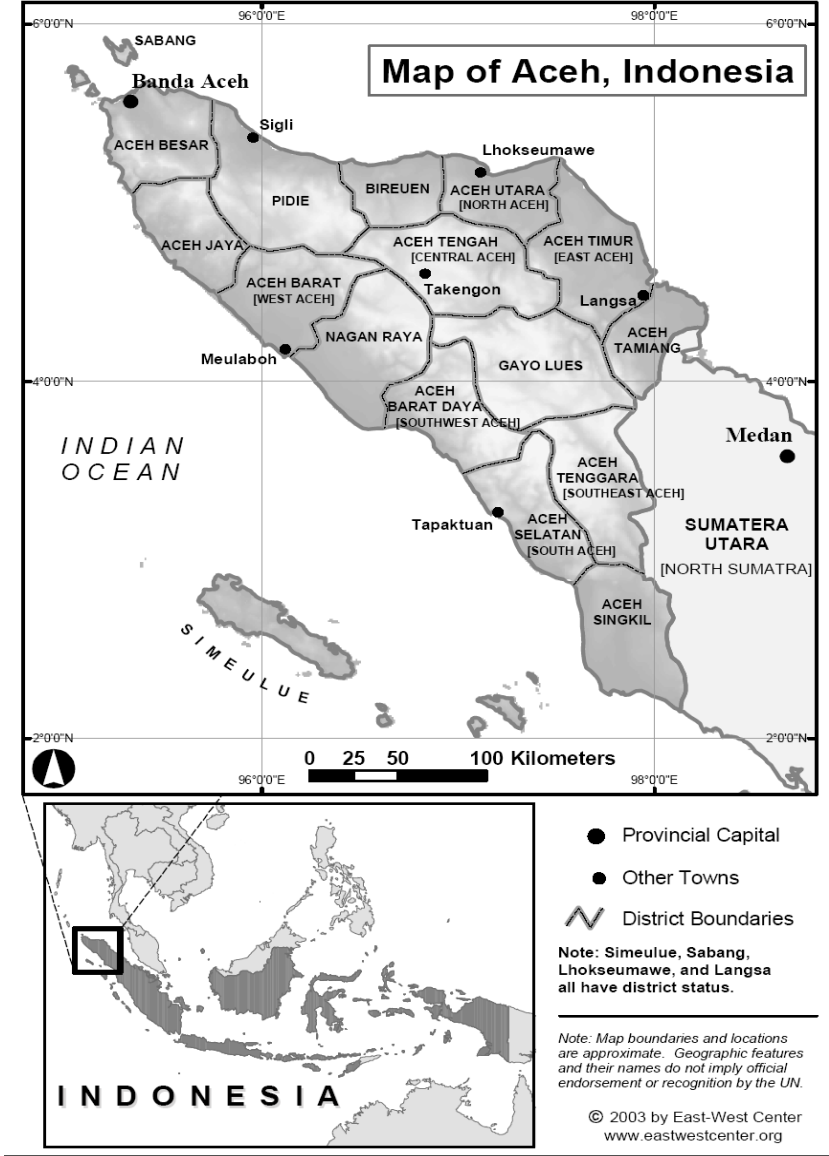 6°0'0"N
96°0'0"E
98°0'0"E
6°0'0"N
SABANG
Map of Aceh, Indonesia
Banda Aceh
Sigli
ACEH BESAR
Lhokseumawe
PIDIE
BIREUEN
ACEH UTARA
[NORTH ACEH]
ACEH JAYA
ACEH TENGAH
[CENTRAL ACEH]
ACEH TIMUR
[EAST ACEH]
ACEH BARAT
[WEST ACEH]
Takengon
Langsa
NAGAN RAYA
ACEH
TAMIANG
Meulaboh
GAYO LUES
4°0'0"N
4°0'0"N
ACEH
BARAT DAYA
[SOUTHWEST ACEH]
INDIAN
OCEAN
Medan
ACEH
TENGGARA
[SOUTHEAST ACEH]
Tapaktuan
ACEH
SELATAN
[SOUTH ACEH]
SUMATERA
UTARA
[NORTH SUMATRA]
ACEH
SINGKIL
SIMEULUE
2°0'0"N
2°0'0"N
0 25 50 100 Kilometers
96°0'0"E
98°0'0"E
Provincial Capital
Other Towns
District Boundaries
Note: Simeulue, Sabang,
Lhokseumawe, and Langsa
all have district status.
Note: Map boundaries and locations
are approximate. Geographic features
and their names do not imply official
endorsement or recognition by the UN.
© 2003 by East-West Center
www.eastwestcenter.org
INDONESIA